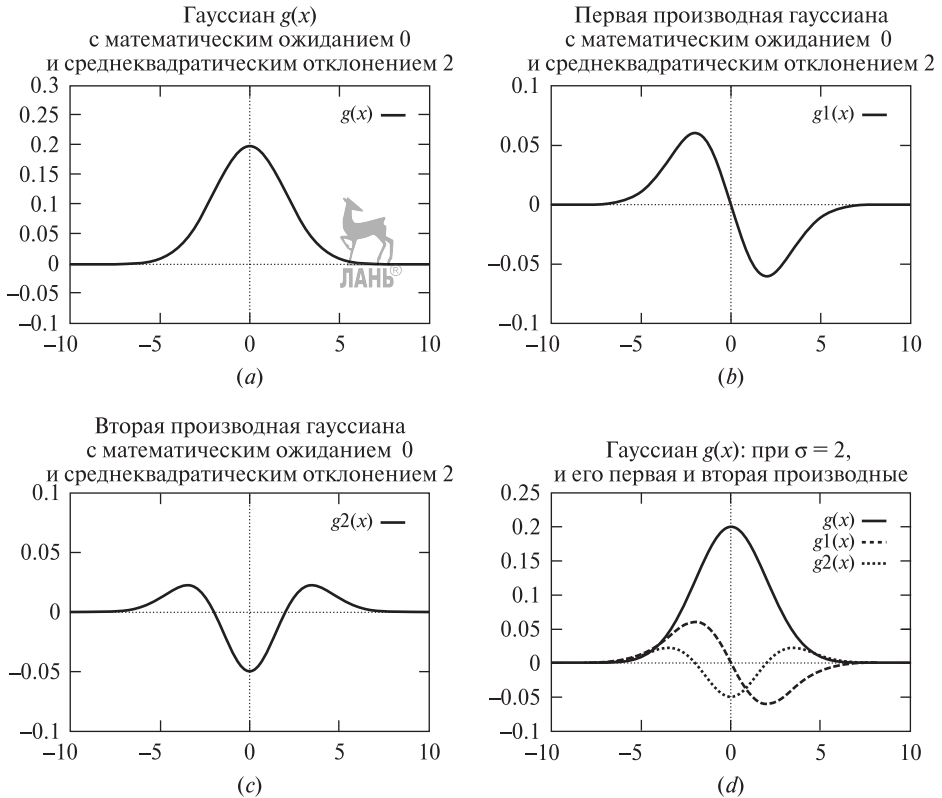 Гауссиан g(x)
с математическим ожиданием 0
и среднеквадратическим отклонением 2
0.3
0.25
0.2
0.15
0.1
0.05
0
−0.05
−0.1
g(x)
ЛАНЬ®
−10 −5 0 5 10
(a)
Первая производная гауссиана
с математическим ожиданием 0
и среднеквадратическим отклонением 2
0.1
0.05
0
−0.05
−0.1
g1(x)
−10 −5 0 5 10
(b)
Вторая производная гауссиана
с математическим ожиданием 0
и среднеквадратическим отклонением 2
0.1
0.05
0
−0.05
−0.1
g2(x)
−10 −5 0 5 10
(c)
Гауссиан g(x): при σ = 2,
и его первая и вторая производные
0.25
0.2
0.15
0.1
0.05
0
−0.05
−0.1
g(x)
g1(x)
g2(x)
−10 −5 0 5 10
(d)